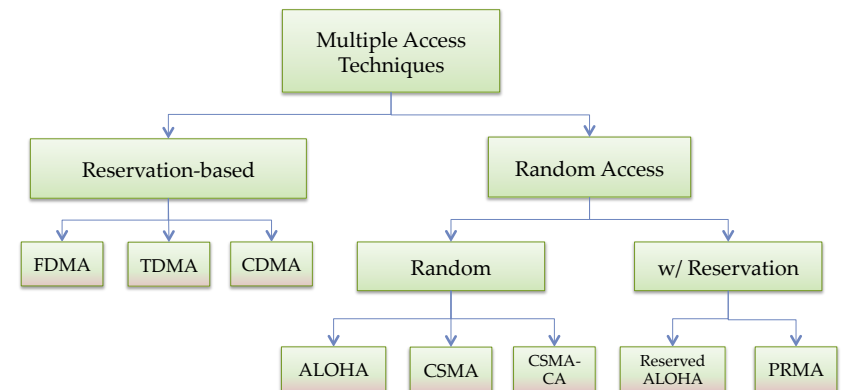 Multiple Access
Techniques
Reservation-based
Random Access
FDMA
TDMA
CDMA
Random
w/ Reservation
ALOHA
CSMA
CSMA-
CA
Reserved
ALOHA
PRMA